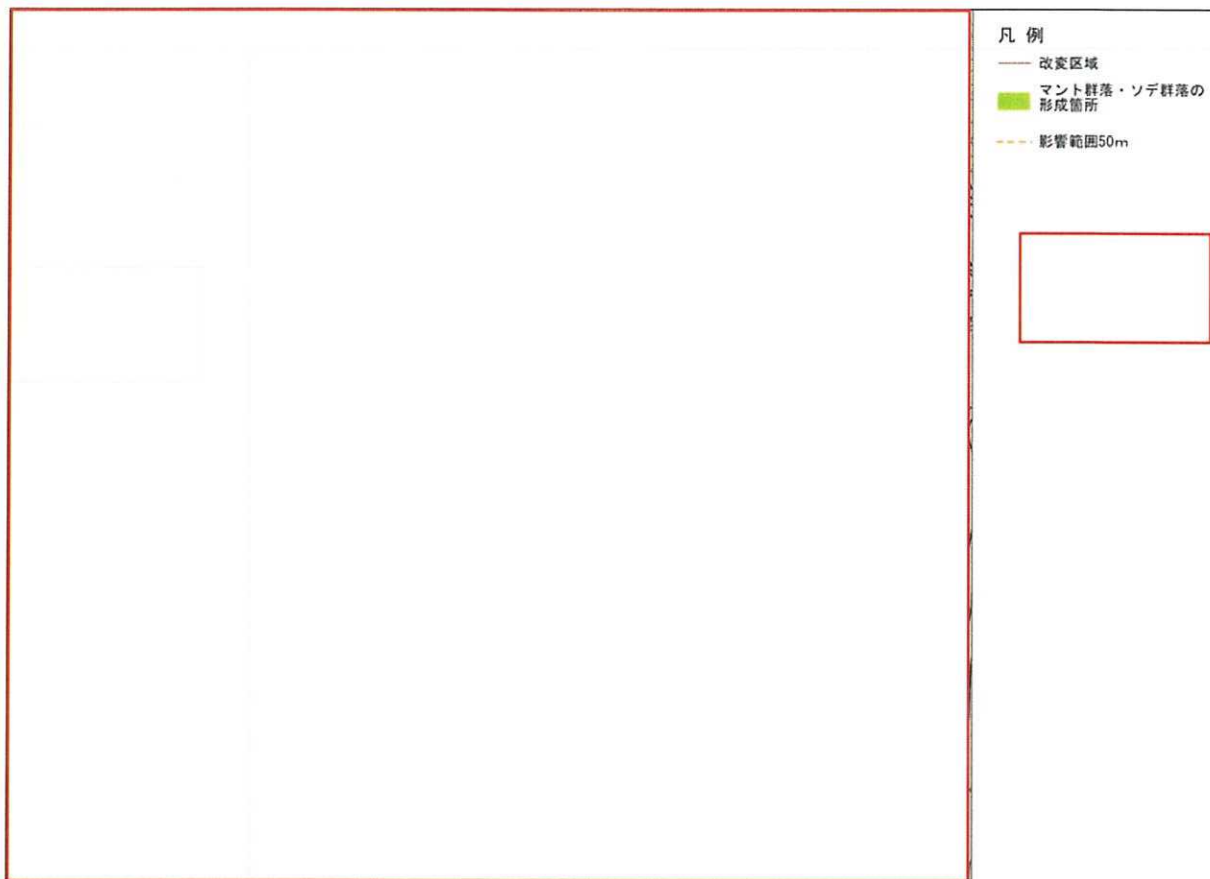 凡 例
改変区域
マント群落・ソデ群落の
形成箇所
影響範囲50m